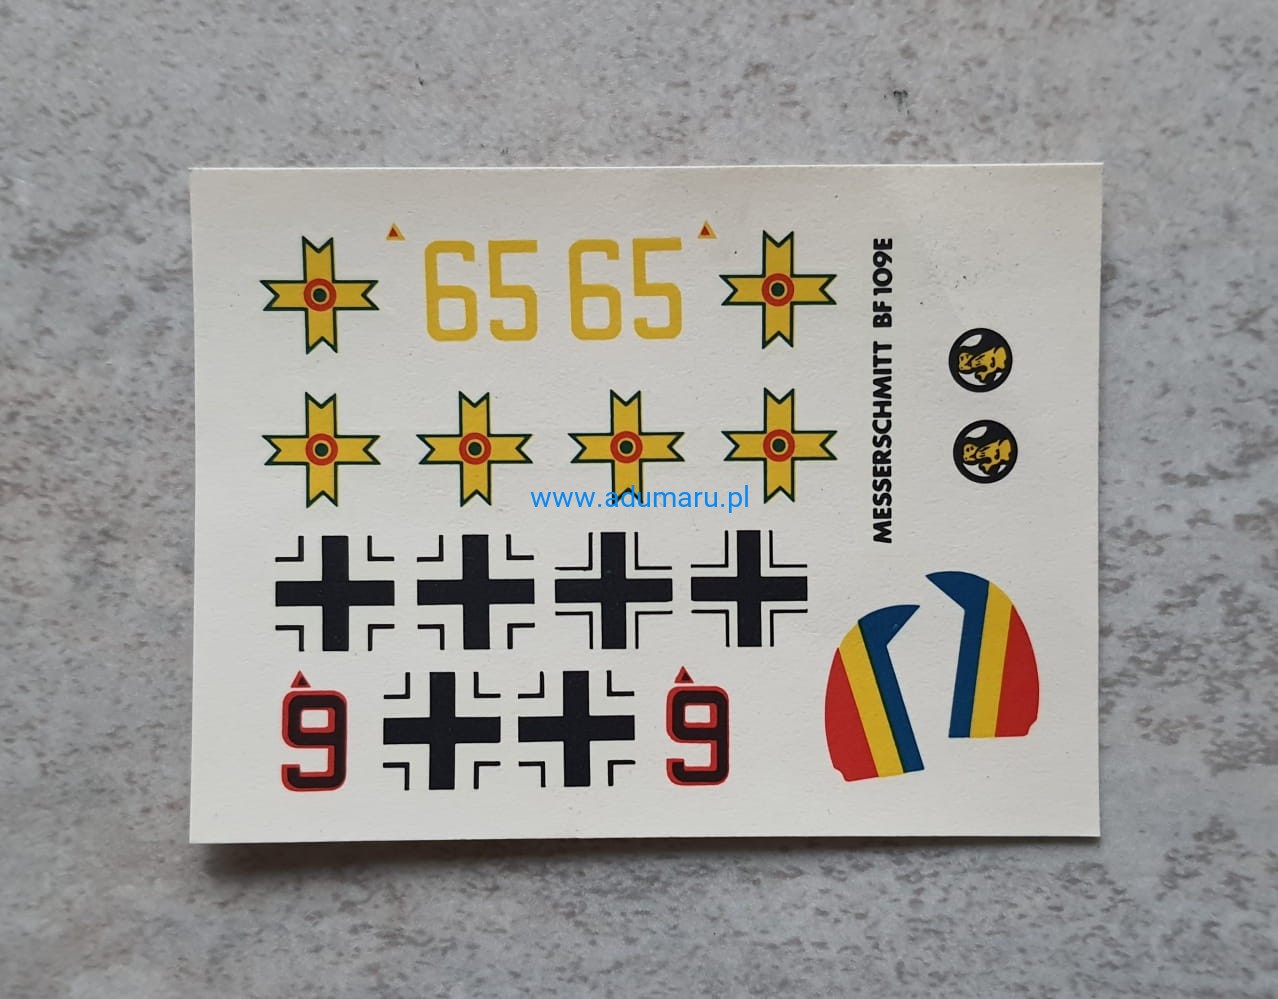 65 65
MESSERSCHMITT BF 109E
www.adumaru.pl
9 9